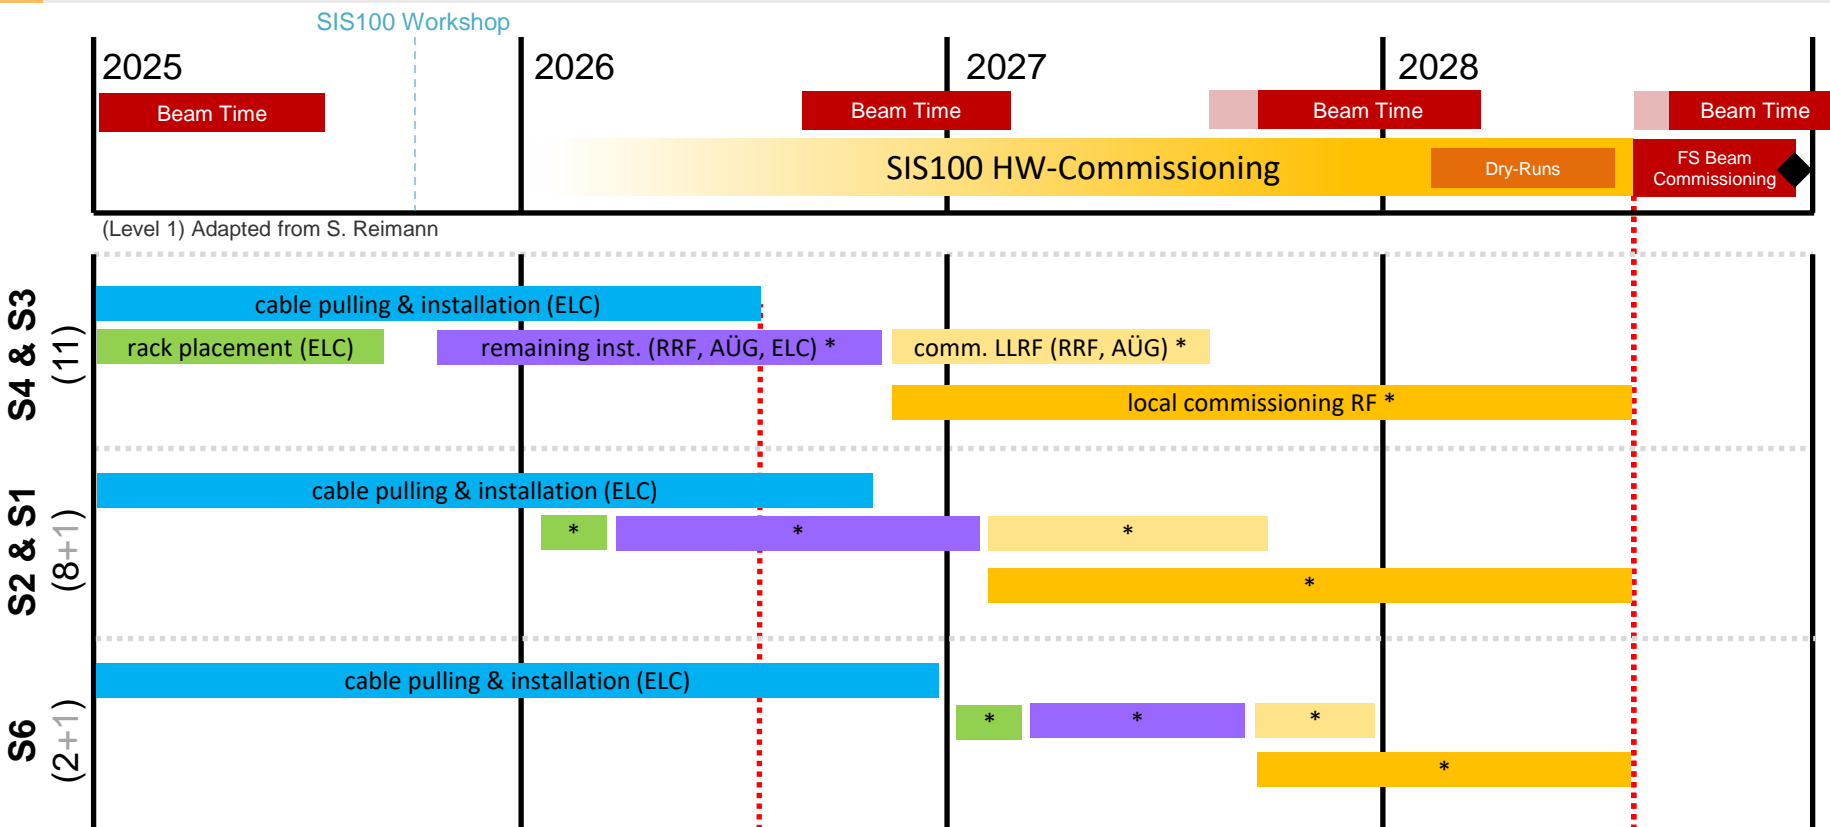 SIS100 Workshop
2025
2026
2027
2028
Beam Time
Beam Time
Beam Time
Beam Time
SIS100 HW-Commissioning
Dry-Runs
FS Beam
Commissioning
(Level 1) Adapted from S. Reimann
S4 & S3
(11)
cable pulling & installation (ELC)
rack placement (ELC)
remaining inst. (RRF, AÜG, ELC) *
comm. LLRF (RRF, AÜG) *
local commissioning RF *
S2 & S1
(8+1)
cable pulling & installation (ELC)
*
*
*
*
S6
(2+1)
cable pulling & installation (ELC)
*
*
*
*